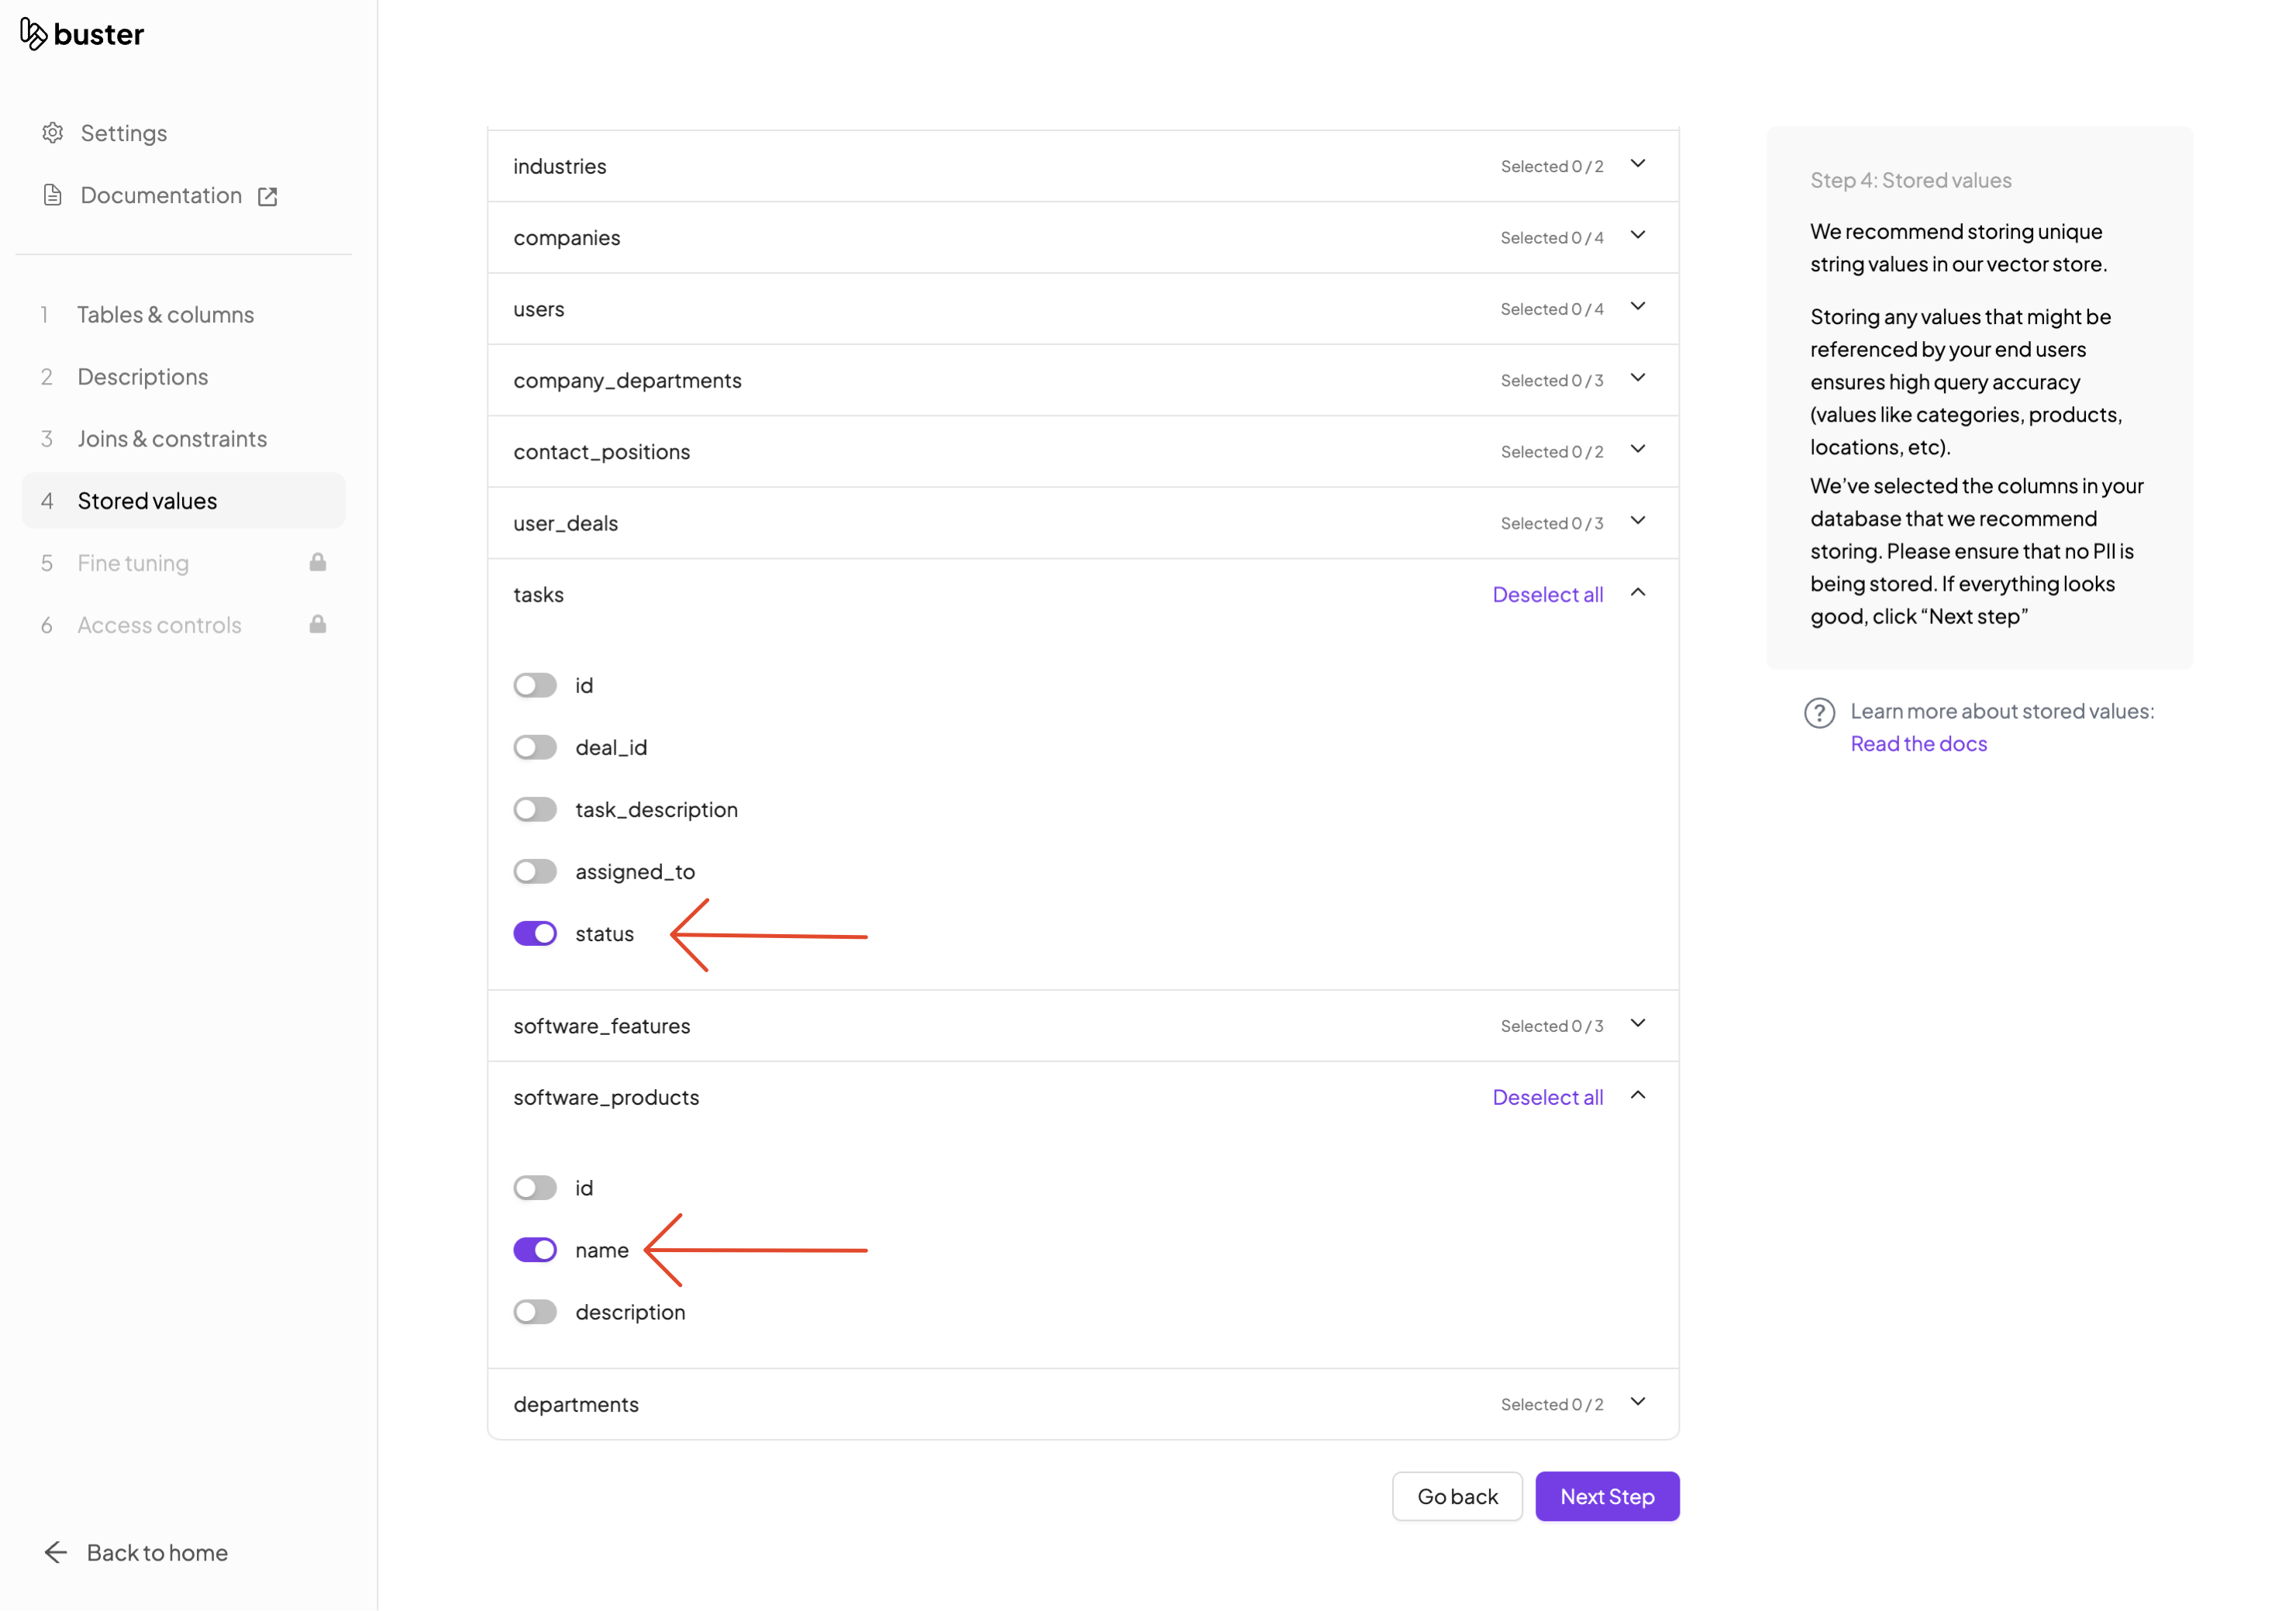 buster
Settings
Documentation
1 Tables & columns
2 Descriptions
3 Joins & constraints
4 Stored values
5 Fine tuning
6 Access controls
Back to home
industries Selected 0 / 2
companies Selected 0 / 4
users Selected 0 / 4
company_departments Selected 0 / 3
contact_positions Selected 0 / 2
user_deals Selected 0 / 3
tasks Deselect all
id
deal_id
task_description
assigned_to
status
software_features Selected 0 / 3
software_products Deselect all
id
name
description
departments Selected 0 / 2
Go back Next Step
Step 4: Stored values
We recommend storing unique
string values in our vector store.
Storing any values that might be
referenced by your end users
ensures high query accuracy
(values like categories, products,
locations, etc).
We’ve selected the columns in your
database that we recommend
storing. Please ensure that no PII is
being stored. If everything looks
good, click “Next step”
? Learn more about stored values:
Read the docs